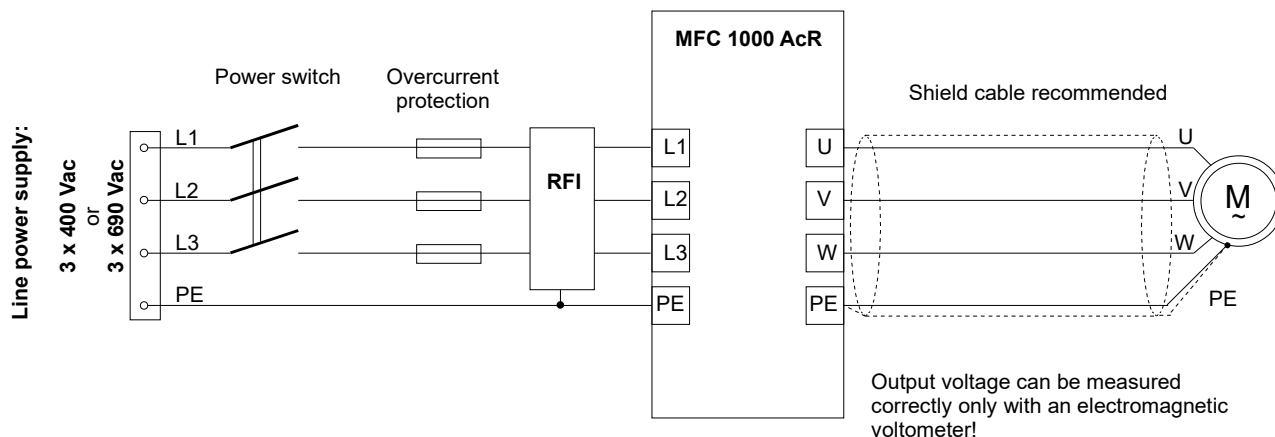 MFC 1000 AcR
Power switch
Overcurrent
protection
Shield cable recommended
Line power supply:
3 x 400 Vac
or
3 x 690 Vac
L1
L2
L3
PE
RFI
L1
L2
L3
PE
U
V
W
PE
U
V
W
PE
M
~
Output voltage can be measured
correctly only with an electromagnetic
voltometer!